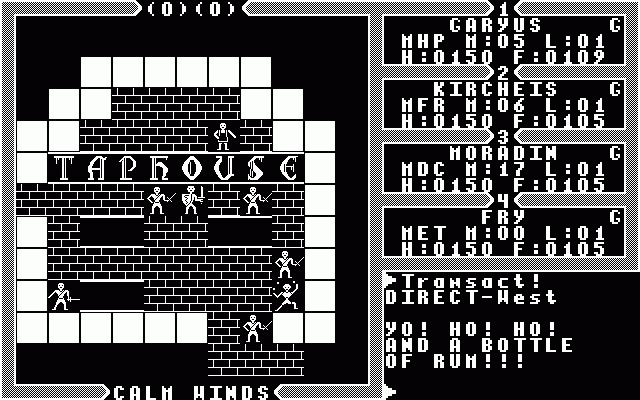 (0)(0)
TAPHOUSE
CALM WINDS
1
GARYUS G
MHP M:05 L:01
H:0150 F:0109
2
KIRCHEIS G
MFR M:06 L:01
H:0150 F:0105
3
MORADIN G
MDC M:17 L:01
H:0150 F:0105
4
FRY G
MET M:00 L:01
H:0150 F:0105
Transact!
DIRECT-West
YO! HO! HO!
AND A BOTTLE
OF RUM!!!